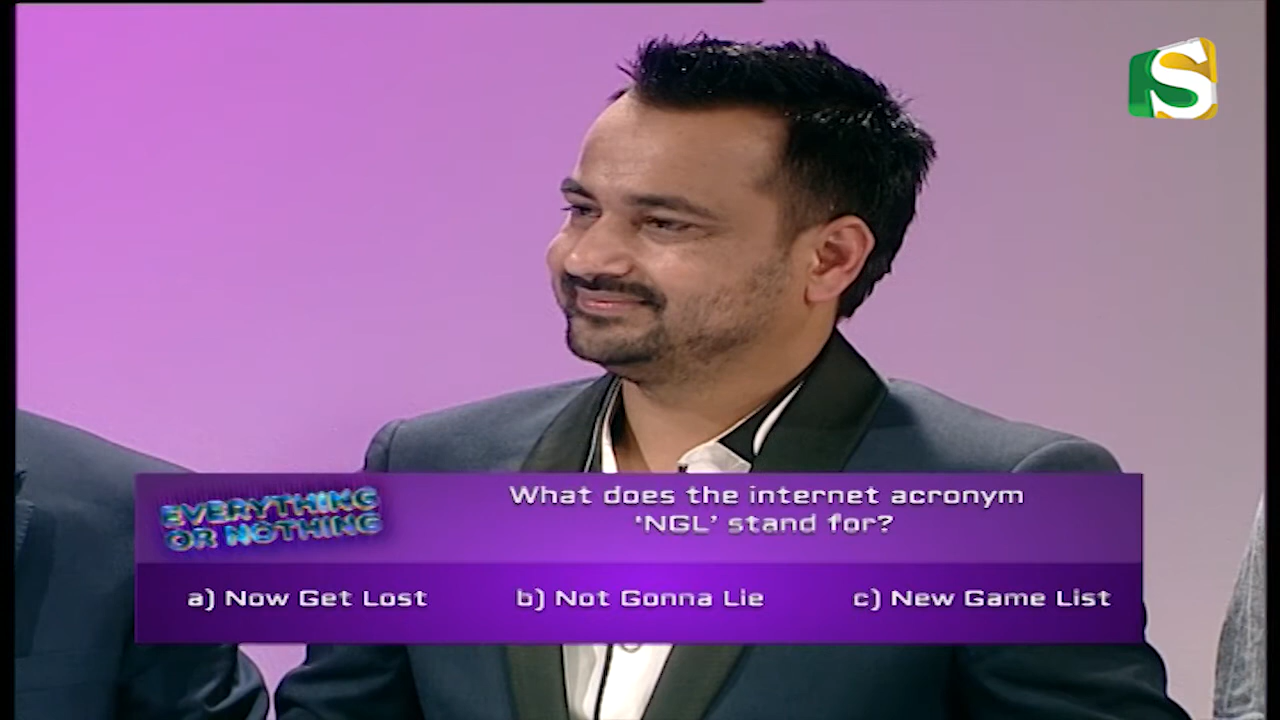 S
EVERYTHING
OR NOTHING
What does the internet acronym
‘NGL’ stand for?
a) Now Get Lost
b) Not Gonna Lie
c) New Game List